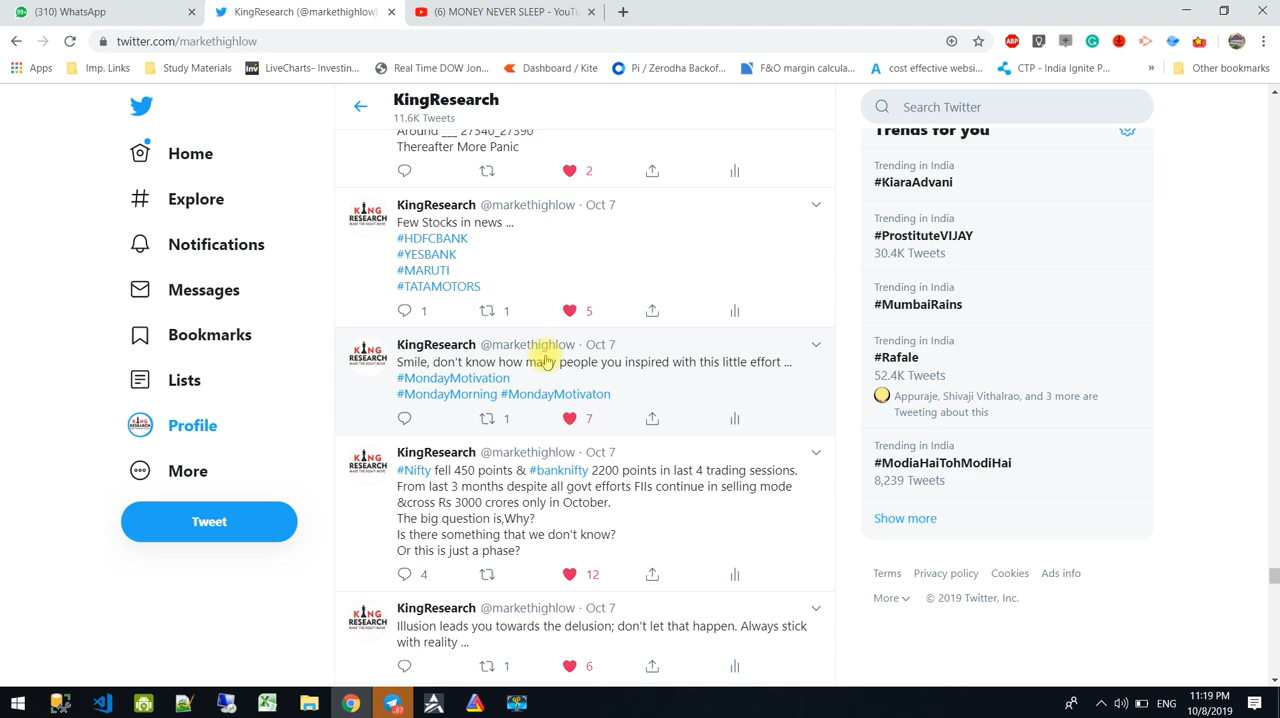 (310) WhatsApp
KingResearch (@markethighlow)
(6) MONEY NEVER SLEEP - YouTu
twitter.com/markethighlow
ABP
Apps
Imp. Links
Study Materials
Inv
LiveCharts- Investin...
Real Time DOW Jon...
Dashboard / Kite
Pi / Zerodha Backof...
F&O margin calcula...
cost effective websi...
CTP - India Ignite P...
»
Other bookmarks
Home
Explore
Notifications
Messages
Bookmarks
Lists
Profile
More
Tweet
KingResearch
11.6K Tweets
Around ___ 27540_27390
Thereafter More Panic
2
KingResearch @markethighlow · Oct 7
Few Stocks in news ...
#HDFCBANK
#YESBANK
#MARUTI
#TATAMOTORS
1 1 5
KingResearch @markethighlow · Oct 7
Smile, don't know how many people you inspired with this little effort ...
#MondayMotivation
#MondayMorning #MondayMotivaton
1 7
KingResearch @markethighlow · Oct 7
#Nifty fell 450 points & #banknifty 2200 points in last 4 trading sessions.
From last 3 months despite all govt efforts FIIs continue in selling mode
&cross Rs 3000 crores only in October.
The big question is,Why?
Is there something that we don't know?
Or this is just a phase?
4 12
KingResearch @markethighlow · Oct 7
Illusion leads you towards the delusion; don't let that happen. Always stick
with reality ...
1 6
KING
RESEARCH
MAKE THE RIGHT MOVE
Search Twitter
Trends for you
Trending in India
#KiaraAdvani
Trending in India
#ProstituteVIJAY
30.4K Tweets
Trending in India
#MumbaiRains
Trending in India
#Rafale
52.4K Tweets
Appuraje, Shivaji Vithalrao, and 3 more are
Tweeting about this
Trending in India
#ModiaHaiTohModiHai
8,239 Tweets
Show more
Terms Privacy policy Cookies Ads info
More © 2019 Twitter, Inc.
87
ENG
11:19 PM
10/8/2019